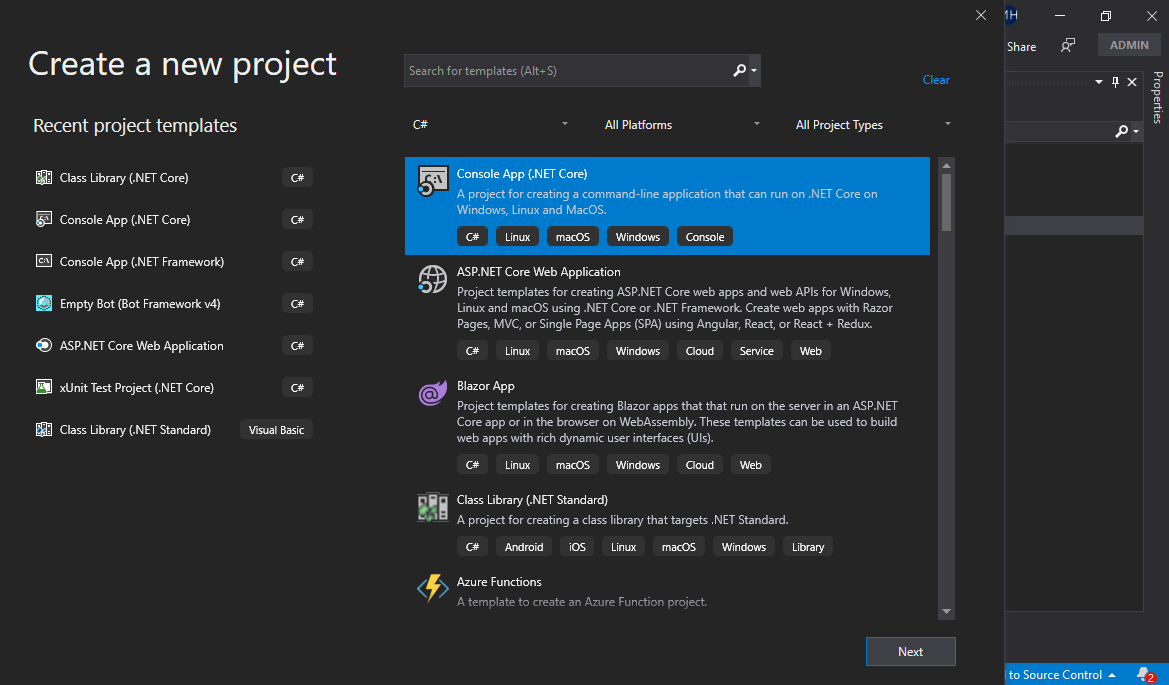 Create a new project
Search for templates (Alt+S)
Clear
Recent project templates
C#
All Platforms
All Project Types
Class Library (.NET Core) C#
Console App (.NET Core) C#
Console App (.NET Framework) C#
Empty Bot (Bot Framework v4) C#
ASP.NET Core Web Application C#
xUnit Test Project (.NET Core) C#
Class Library (.NET Standard) Visual Basic
Console App (.NET Core)
A project for creating a command-line application that can run on .NET Core on
Windows, Linux and MacOS.
C# Linux macOS Windows Console
ASP.NET Core Web Application
Project templates for creating ASP.NET Core web apps and web APIs for Windows,
Linux and macOS using .NET Core or .NET Framework. Create web apps with Razor
Pages, MVC, or Single Page Apps (SPA) using Angular, React, or React + Redux.
C# Linux macOS Windows Cloud Service Web
Blazor App
Project templates for creating Blazor apps that that run on the server in an ASP.NET
Core app or in the browser on WebAssembly. These templates can be used to build
web apps with rich dynamic user interfaces (UIs).
C# Linux macOS Windows Cloud Web
Class Library (.NET Standard)
A project for creating a class library that targets .NET Standard.
C# Android iOS Linux macOS Windows Library
Azure Functions
A template to create an Azure Function project.
Next
MH
Share
ADMIN
Properties
to Source Control
2